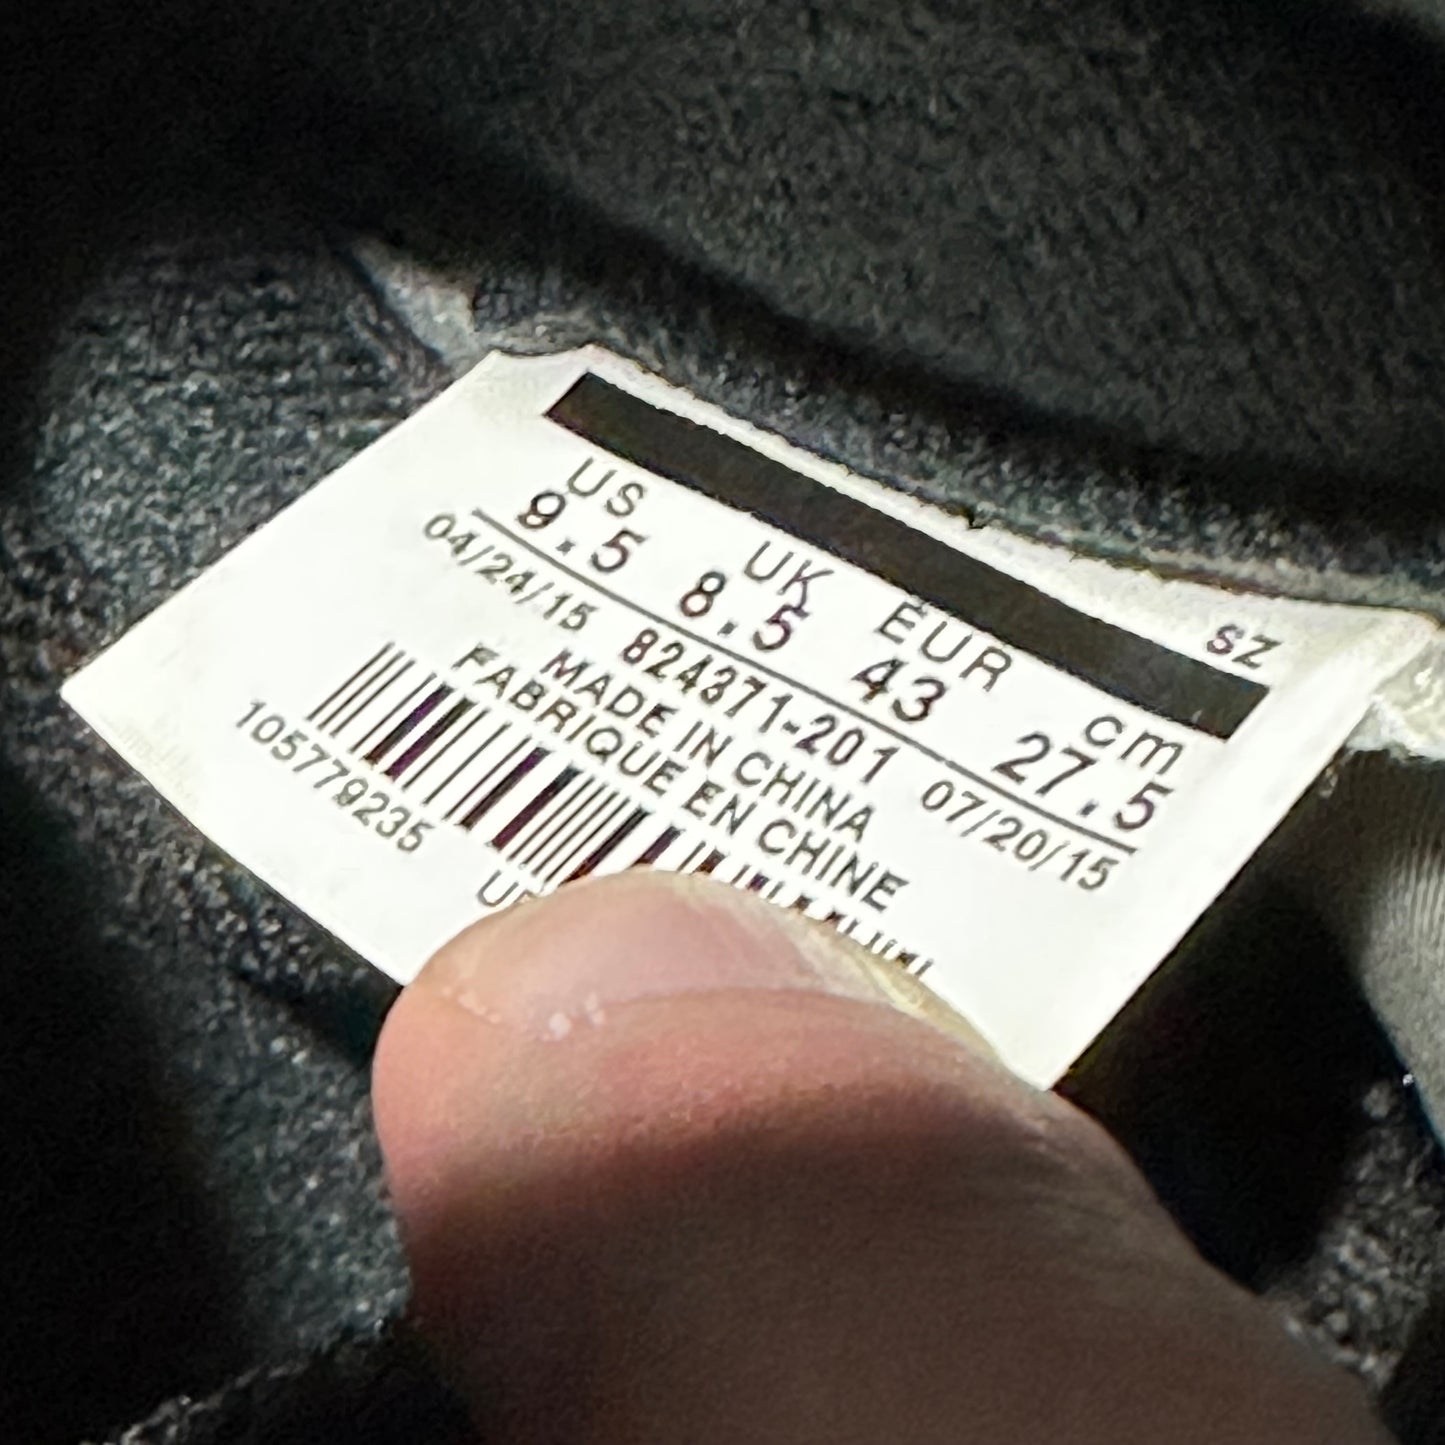 SZ
US UK EUR cm
9.5 8.5 43 27.5
04/24/15 824371-201 07/20/15
MADE IN CHINA
FABRIQUE EN CHINE
105779235